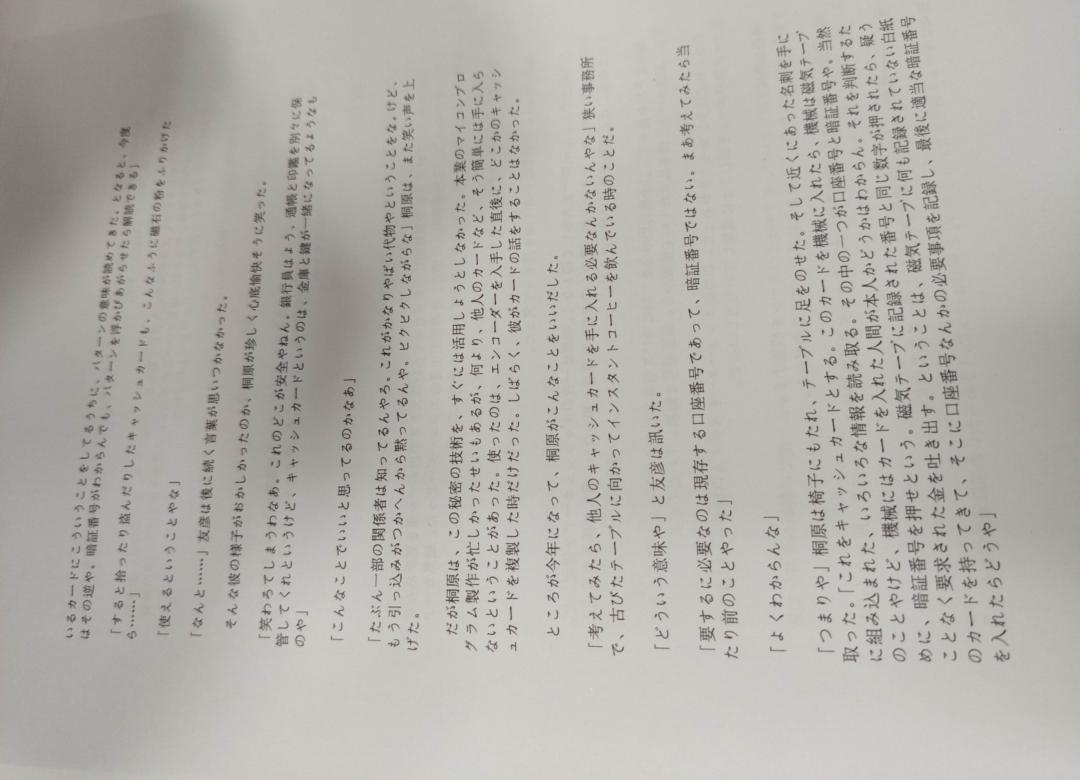 いるカードにこういうことをしてるうちに、パターンの意味が読めてきた。となると、今度
はその逆や。暗証番号がわからんでも、パターンを浮かびあがらせたら解読できる」
「すると拾ったり盗んだりしたキャッシュカードも、こんなふうに磁石の粉をふりかけた
ら……」
「使えるということやな」
「なんと……」友彦は後に続く言葉が思いつかなかった。
そんな彼の様子がおかしかったのか、桐原が珍しく心底愉快そうに笑った。
「笑わてしまうわなあ。これのどこが安全やねん。銀行員はよう、通帳と印鑑を別々に保
管してくれというけど、キャッシュカードというのは、金庫と鍵が一緒になってるようなも
のや」
「こんなことでいいと思ってるのかなあ」
「たぶん一部の関係者は知ってるんやろ。これがかなりやばい代物やということをな。けど、
もう引っ込みがつかへんから黙ってるんや。ビクビクしながらな」桐原は、また笑い声を上
げた。
だが桐原は、この秘密の技術を、すぐには活用しようとしなかった。本業のマイコンプロ
グラム製作が忙しかったせいもあるが、何より、他人のカードなど、そう簡単には手に入ら
ないということがあった。使ったのは、エンコーダーを入手した直後に、どこかのキャッシ
ュカードを複製した時だけだった。しばらく、彼がカードの話をすることはなかった。
ところが今年になって、桐原がこんなことをいいだした。
「考えてみたら、他人のキャッシュカードを手に入れる必要なんかないんやな」狭い事務所
で、古びたテーブルに向かってインスタントコーヒーを飲んでいる時のことだ。
「どういう意味や」と友彦は訊いた。
「要するに必要なのは現存する口座番号であって、暗証番号ではない。まあ考えてみたら当
たり前のことやった」
「よくわからんな」
「つまりや」桐原は椅子にもたれ、テーブルに足をのせた。そして近くにあった名刺を手に
取った。「これをキャッシュカードとする。このカードを機械に入れたら、機械は磁気テープ
に組み込まれた、いろいろな情報を読み取る。その中の一つが口座番号と暗証番号や。当然
のことやけど、機械にはカードを入れた人間が本人かどうかはわからん。それを判断するた
めに、暗証番号を押せという。磁気テープに記録された番号と同じ数字が押されたら、疑う
ことなく要求された金を吐き出す。ということは、磁気テープに何も記録されていない白紙
のカードを持ってきて、そこに口座番号なんかの必要事項を記録し、最後に適当な暗証番号
を入れたらどうや」